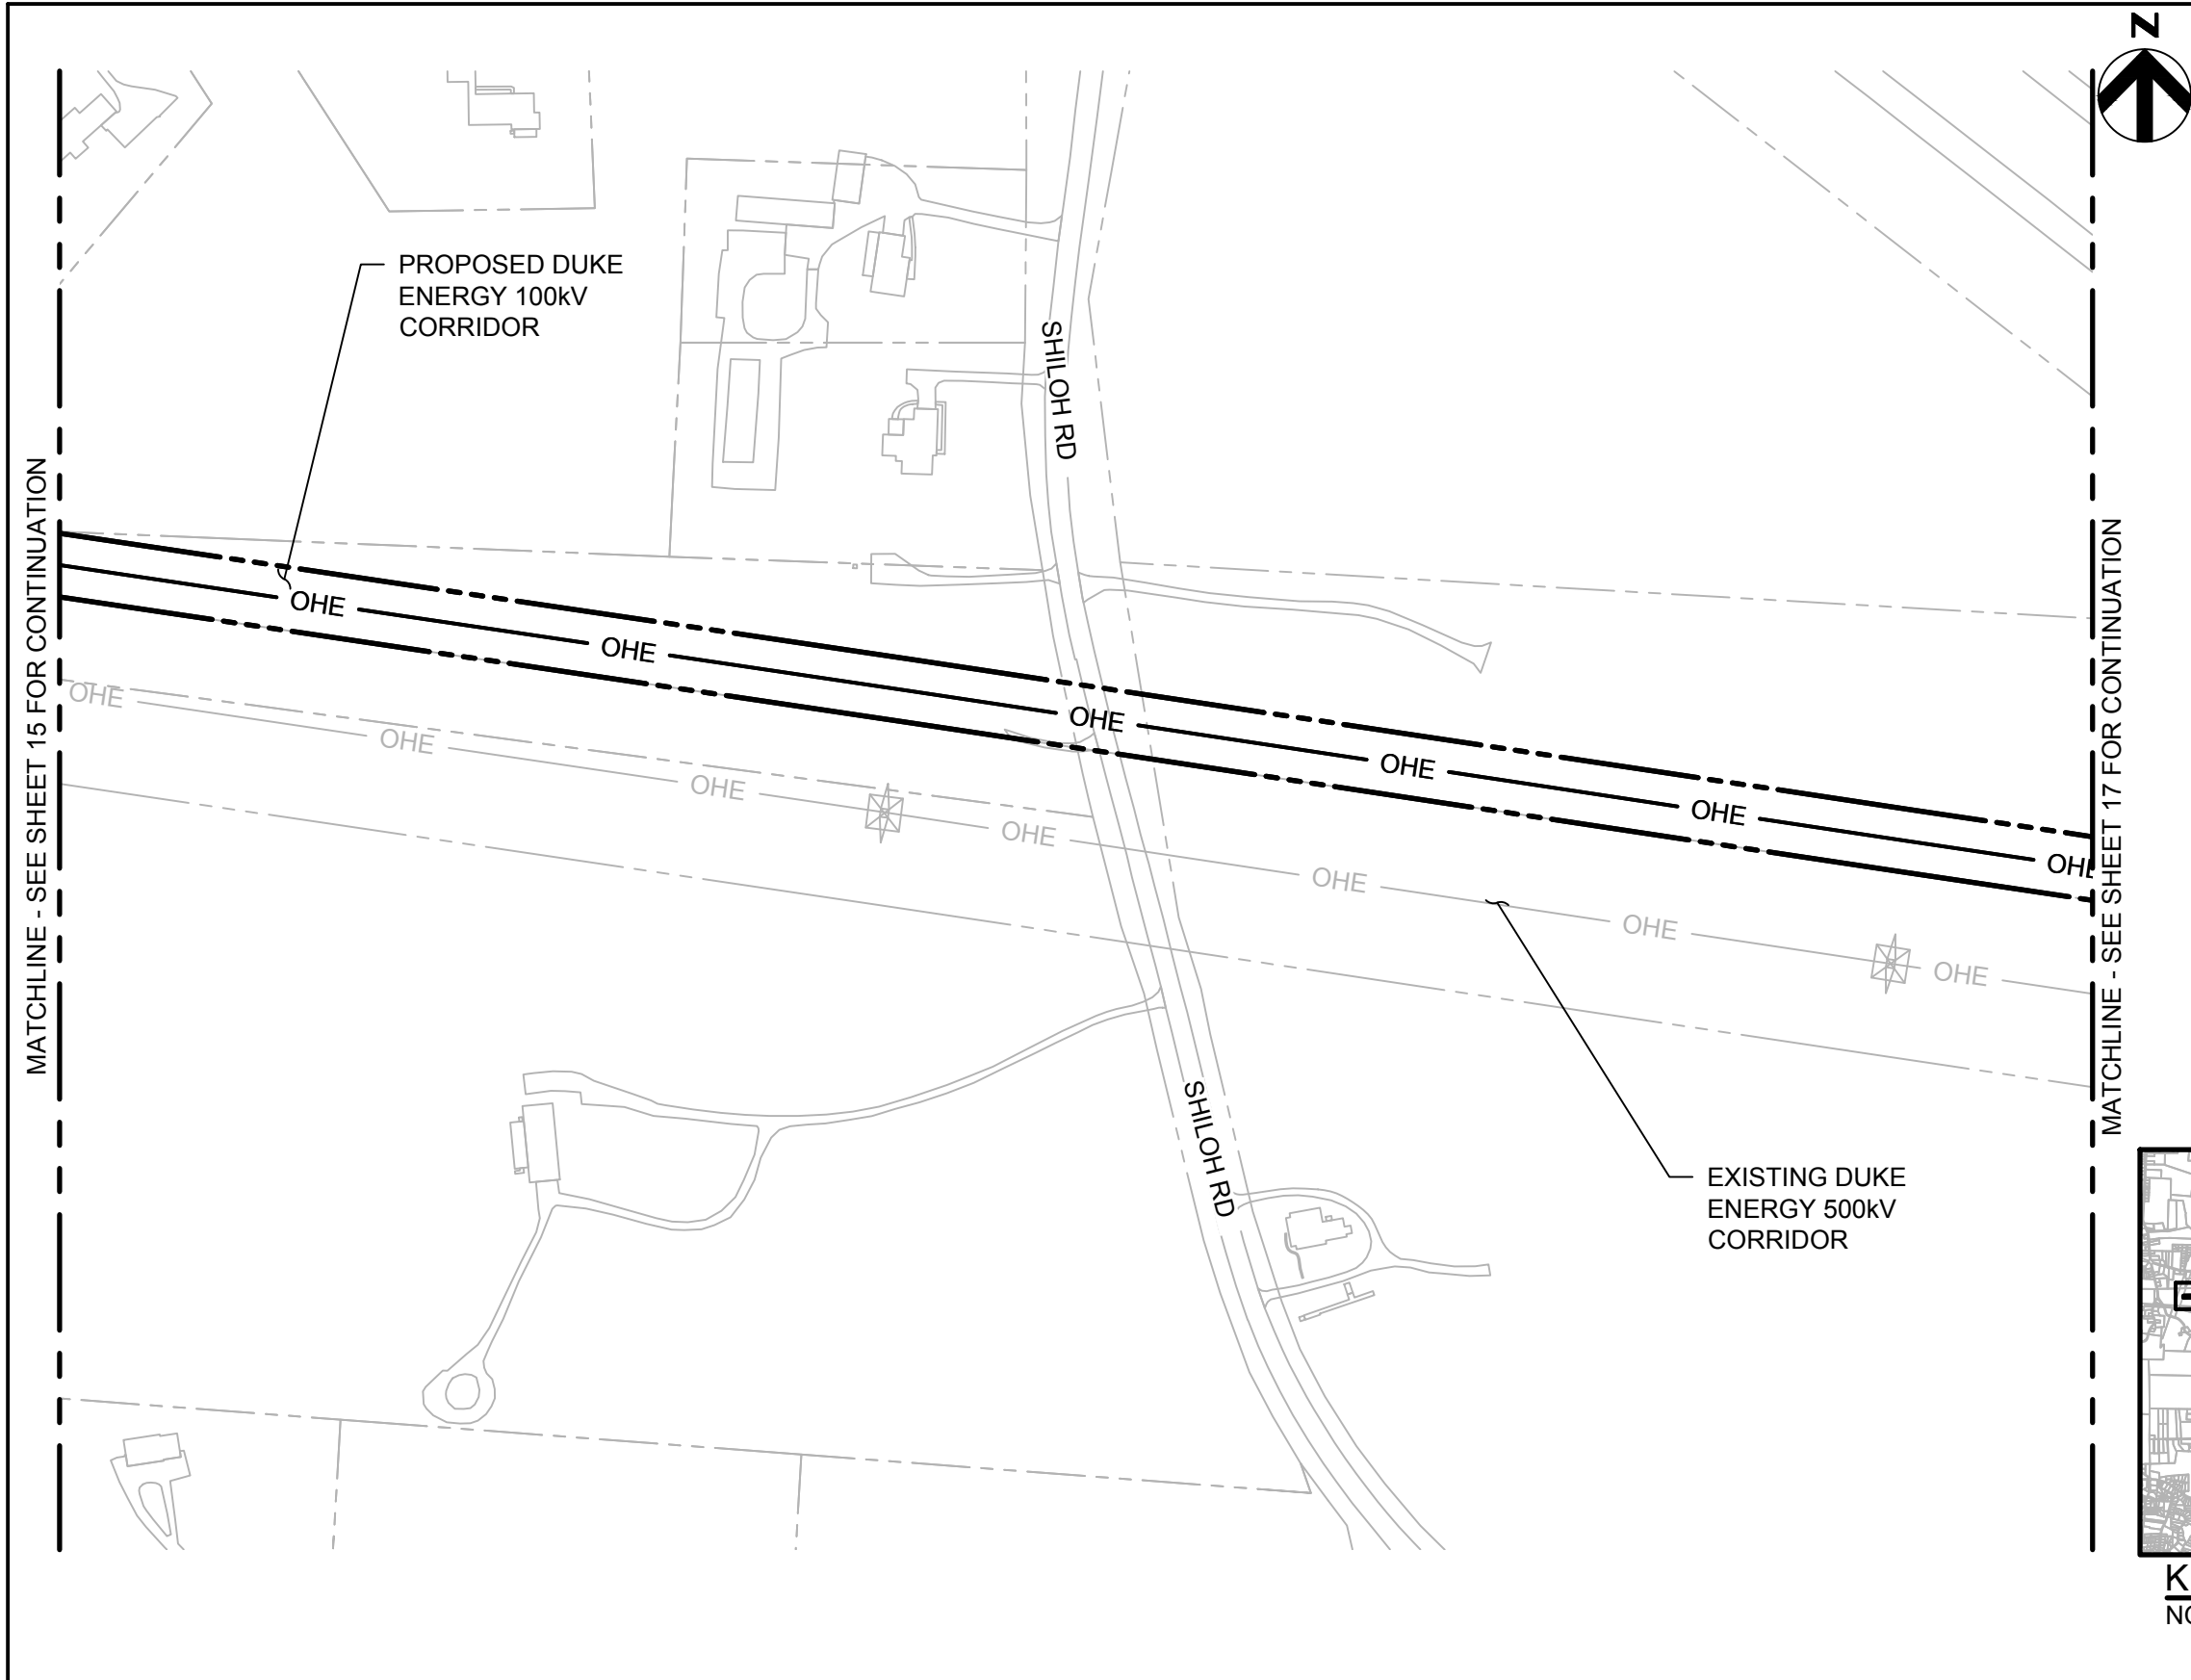 N
PROPOSED DUKE
ENERGY 100kV
CORRIDOR
SHILOH RD
MATCHLINE - SEE SHEET 15 FOR CONTINUATION
MATCHLINE - SEE SHEET 17 FOR CONTINUATION
OHE
OHE
OHE
OHE
OHE
OHE
OHE
OHE
OHE
OHE
OHE
OHE
OHE
SHILOH RD
EXISTING DUKE
ENERGY 500kV
CORRIDOR